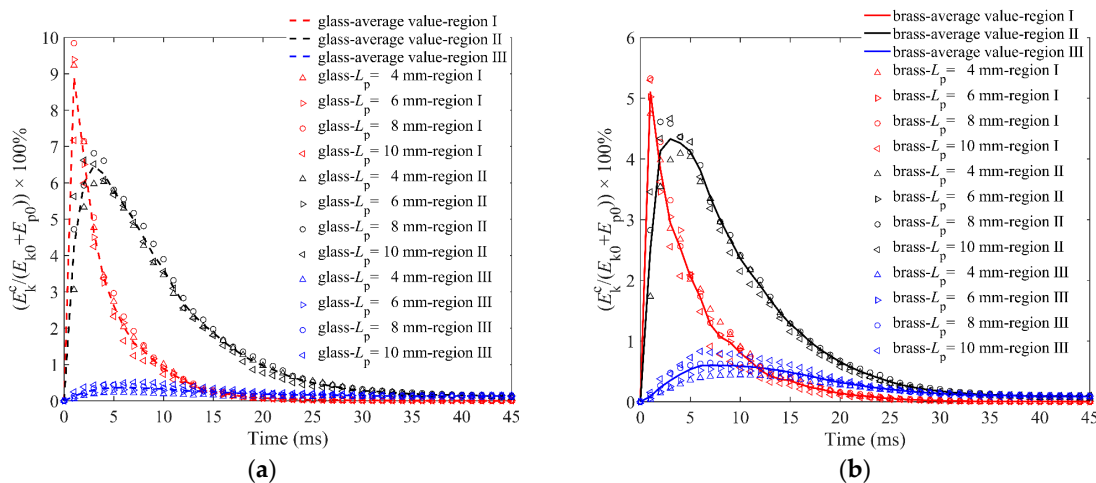 glass-average value-region I
glass-average value-region II
glass-average value-region III
glass-Lp = 4 mm-region I
glass-Lp = 6 mm-region I
glass-Lp = 8 mm-region I
glass-Lp = 10 mm-region I
glass-Lp = 4 mm-region II
glass-Lp = 6 mm-region II
glass-Lp = 8 mm-region II
glass-Lp = 10 mm-region II
glass-Lp = 4 mm-region III
glass-Lp = 6 mm-region III
glass-Lp = 8 mm-region III
glass-Lp = 10 mm-region III
(E_k^c/(E_k0+E_p0)) × 100%
10
9
8
7
6
5
4
3
2
1
0
0 5 10 15 20 25 30 35 40 45
Time (ms)
(a)
brass-average value-region I
brass-average value-region II
brass-average value-region III
brass-Lp = 4 mm-region I
brass-Lp = 6 mm-region I
brass-Lp = 8 mm-region I
brass-Lp = 10 mm-region I
brass-Lp = 4 mm-region II
brass-Lp = 6 mm-region II
brass-Lp = 8 mm-region II
brass-Lp = 10 mm-region II
brass-Lp = 4 mm-region III
brass-Lp = 6 mm-region III
brass-Lp = 8 mm-region III
brass-Lp = 10 mm-region III
(E_k^c/(E_k0+E_p0)) × 100%
6
5
4
3
2
1
0
0 5 10 15 20 25 30 35 40 45
Time (ms)
(b)